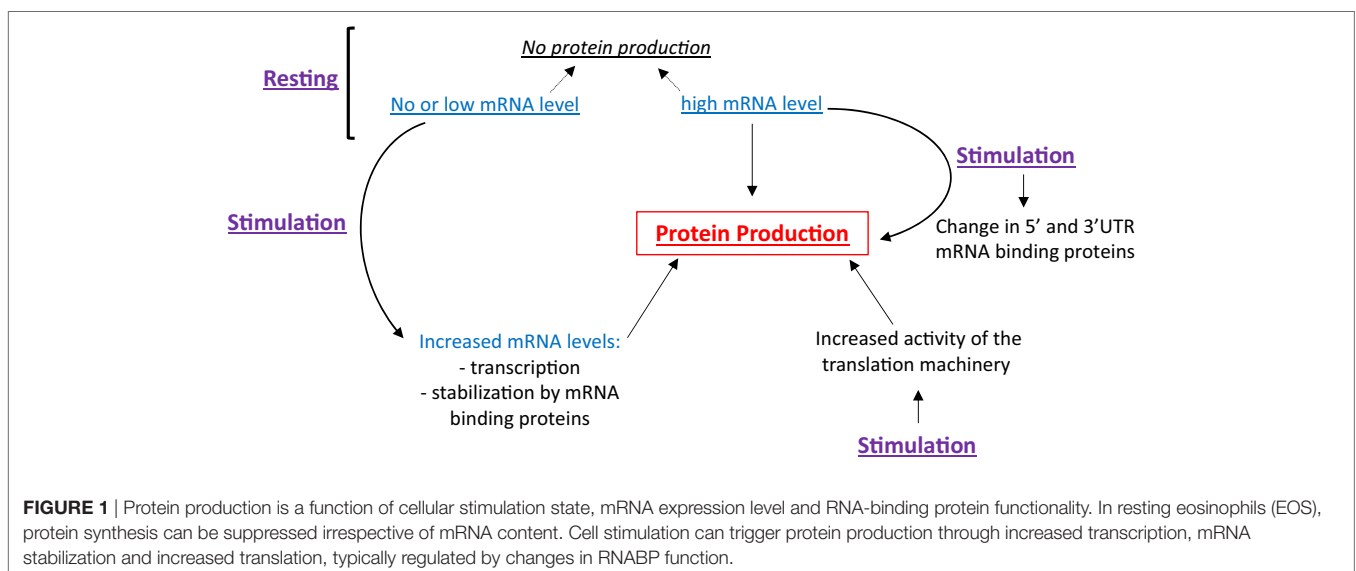 No protein production
Resting
No or low mRNA level
high mRNA level
Stimulation
Stimulation
Change in 5’ and 3’UTR
mRNA binding proteins
Protein Production
Increased mRNA levels:
- transcription
- stabilization by mRNA
binding proteins
Increased activity of the
translation machinery
Stimulation
FIGURE 1 | Protein production is a function of cellular stimulation state, mRNA expression level and RNA-binding protein functionality. In resting eosinophils (EOS),
protein synthesis can be suppressed irrespective of mRNA content. Cell stimulation can trigger protein production through increased transcription, mRNA
stabilization and increased translation, typically regulated by changes in RNABP function.